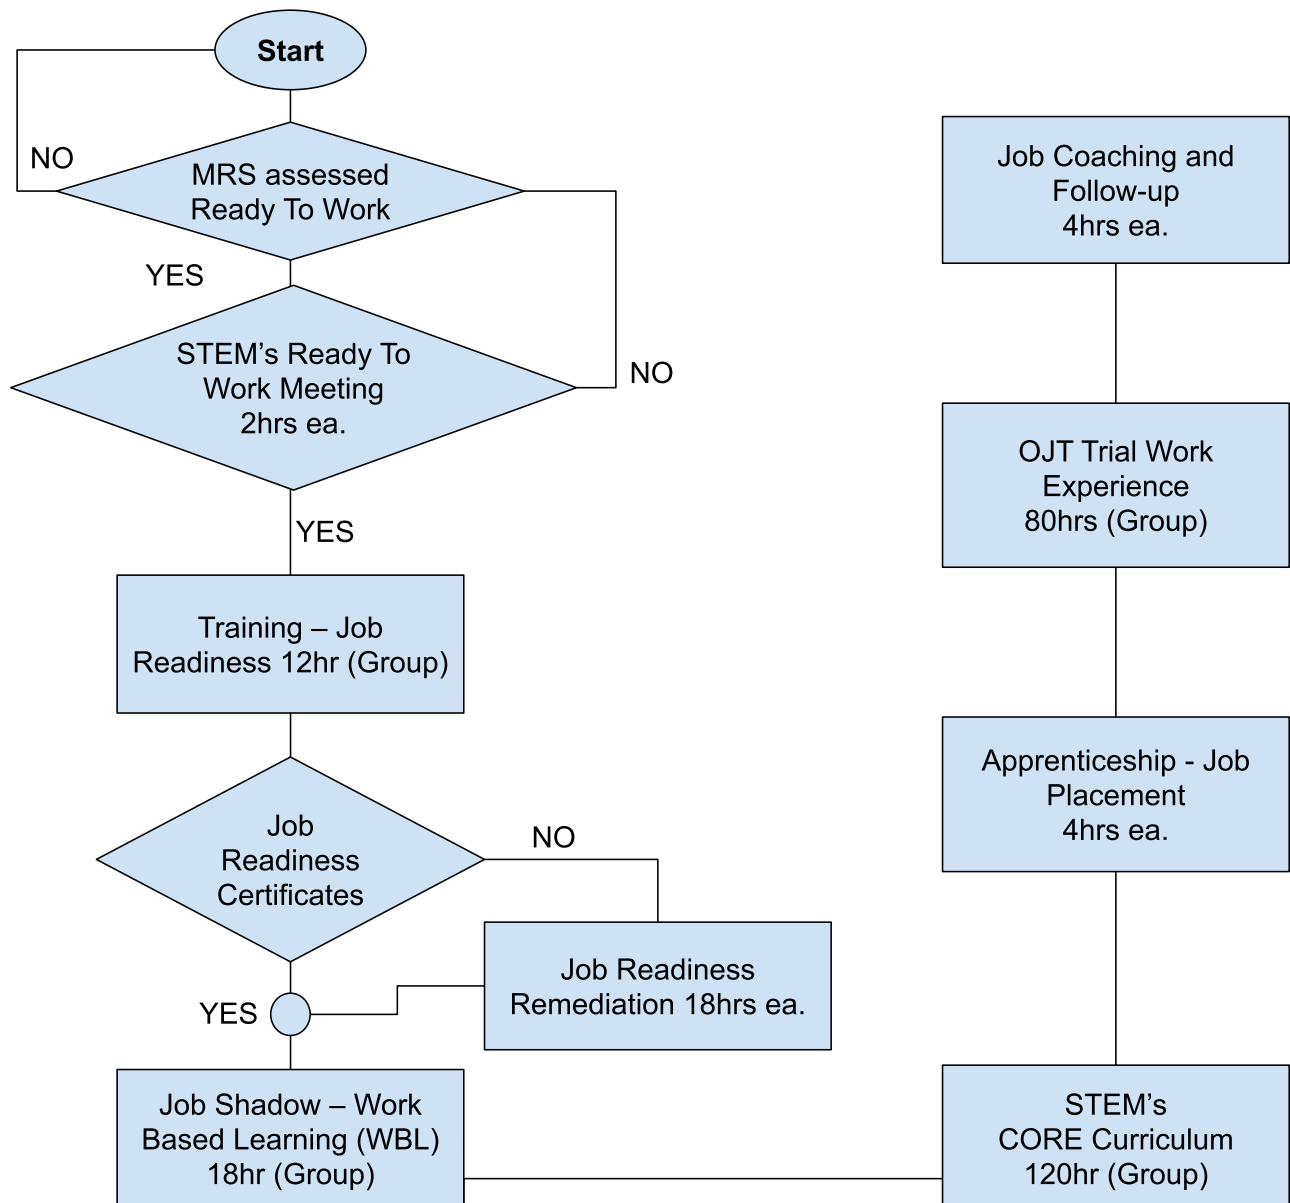 Start
NO
MRS assessed
Ready To Work
YES
STEM’s Ready To
Work Meeting
2hrs ea.
NO
YES
Training – Job
Readiness 12hr (Group)
Job
Readiness
Certificates
NO
Job Readiness
Remediation 18hrs ea.
YES
Job Shadow – Work
Based Learning (WBL)
18hr (Group)
STEM’s
CORE Curriculum
120hr (Group)
Apprenticeship - Job
Placement
4hrs ea.
OJT Trial Work
Experience
80hrs (Group)
Job Coaching and
Follow-up
4hrs ea.